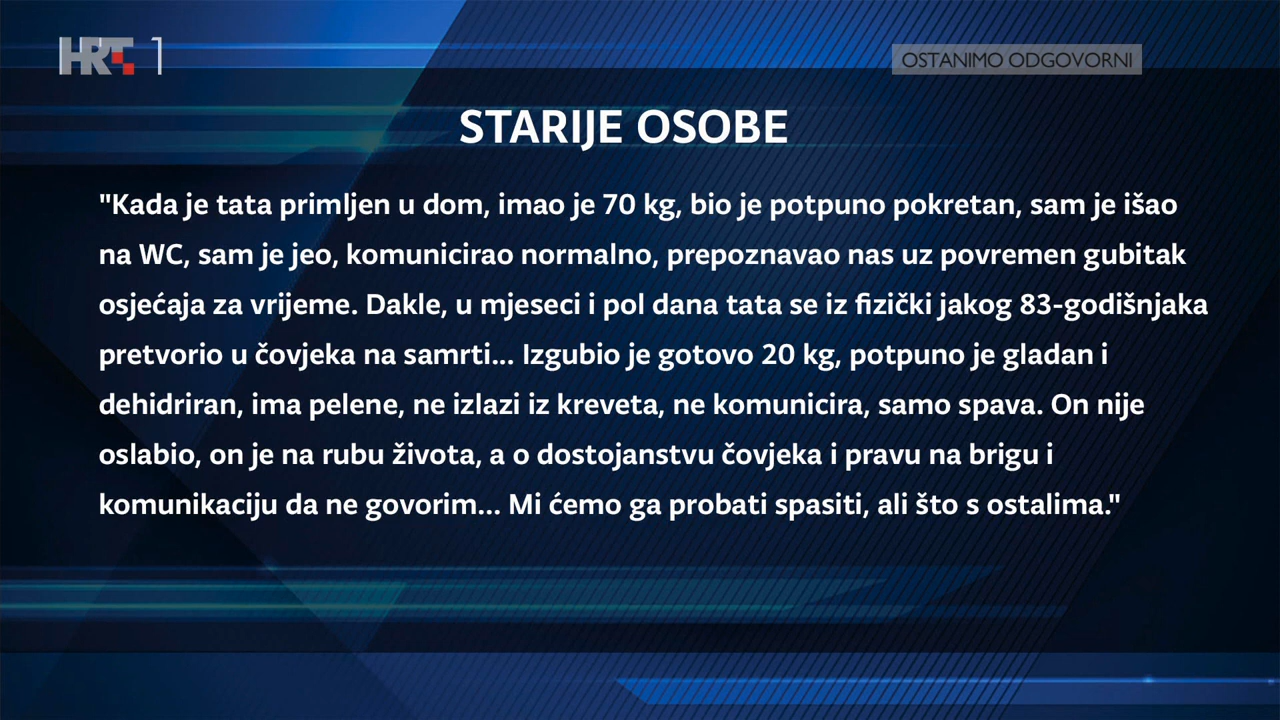 HRT 1
OSTANIMO ODGOVORNI
STARIJE OSOBE
"Kada je tata primljen u dom, imao je 70 kg, bio je potpuno pokretan, sam je išao
na WC, sam je jeo, komunicirao normalno, prepoznavao nas uz povremen gubitak
osjećaja za vrijeme. Dakle, u mjeseci i pol dana tata se iz fizički jakog 83-godišnjaka
pretvorio u čovjeka na samrti... Izgubio je gotovo 20 kg, potpuno je gladan i
dehidriran, ima pelene, ne izlazi iz kreveta, ne komunicira, samo spava. On nije
oslabio, on je na rubu života, a o dostojanstvu čovjeka i pravu na brigu i
komunikaciju da ne govorim... Mi ćemo ga probati spasiti, ali što s ostalima."